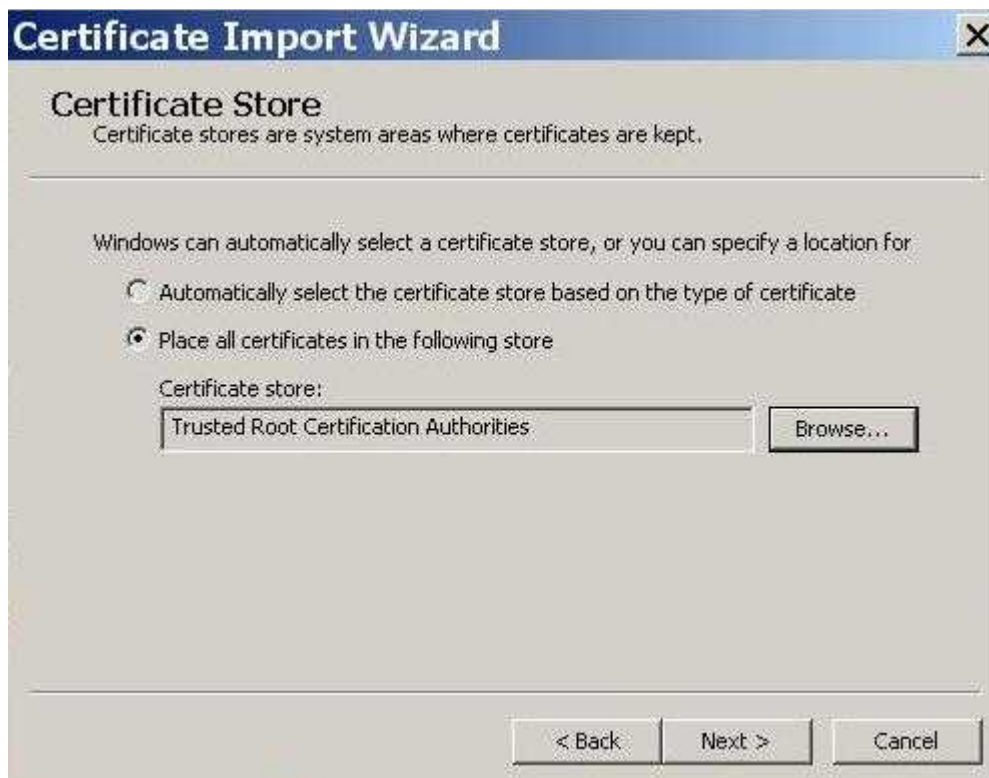 Certificate Import Wizard
Certificate Store
Certificate stores are system areas where certificates are kept.
Windows can automatically select a certificate store, or you can specify a location for
Automatically select the certificate store based on the type of certificate
Place all certificates in the following store
Certificate store:
Trusted Root Certification Authorities
Browse...
< Back
Next >
Cancel